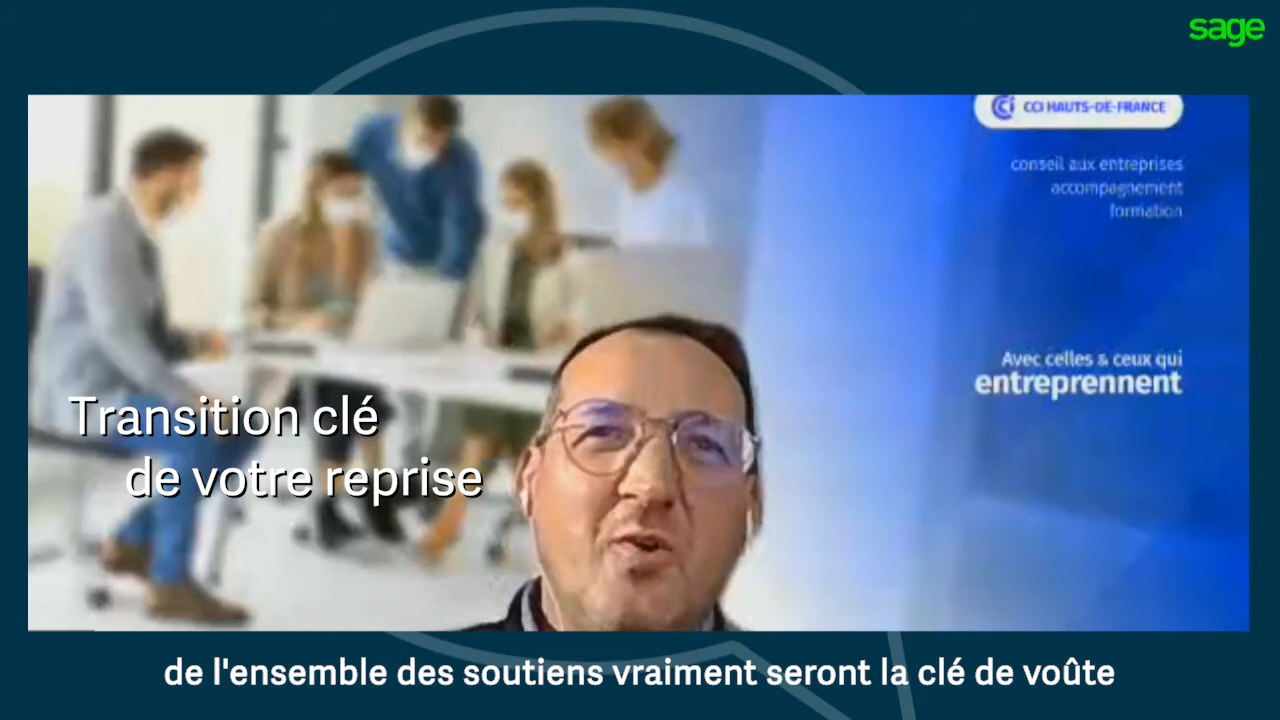 sage
CCI HAUTS-DE-FRANCE
conseil aux entreprises
accompagnement
formation
Avec celles & ceux qui
entreprennent
Transition clé
de votre reprise
de l'ensemble des soutiens vraiment seront la clé de voûte